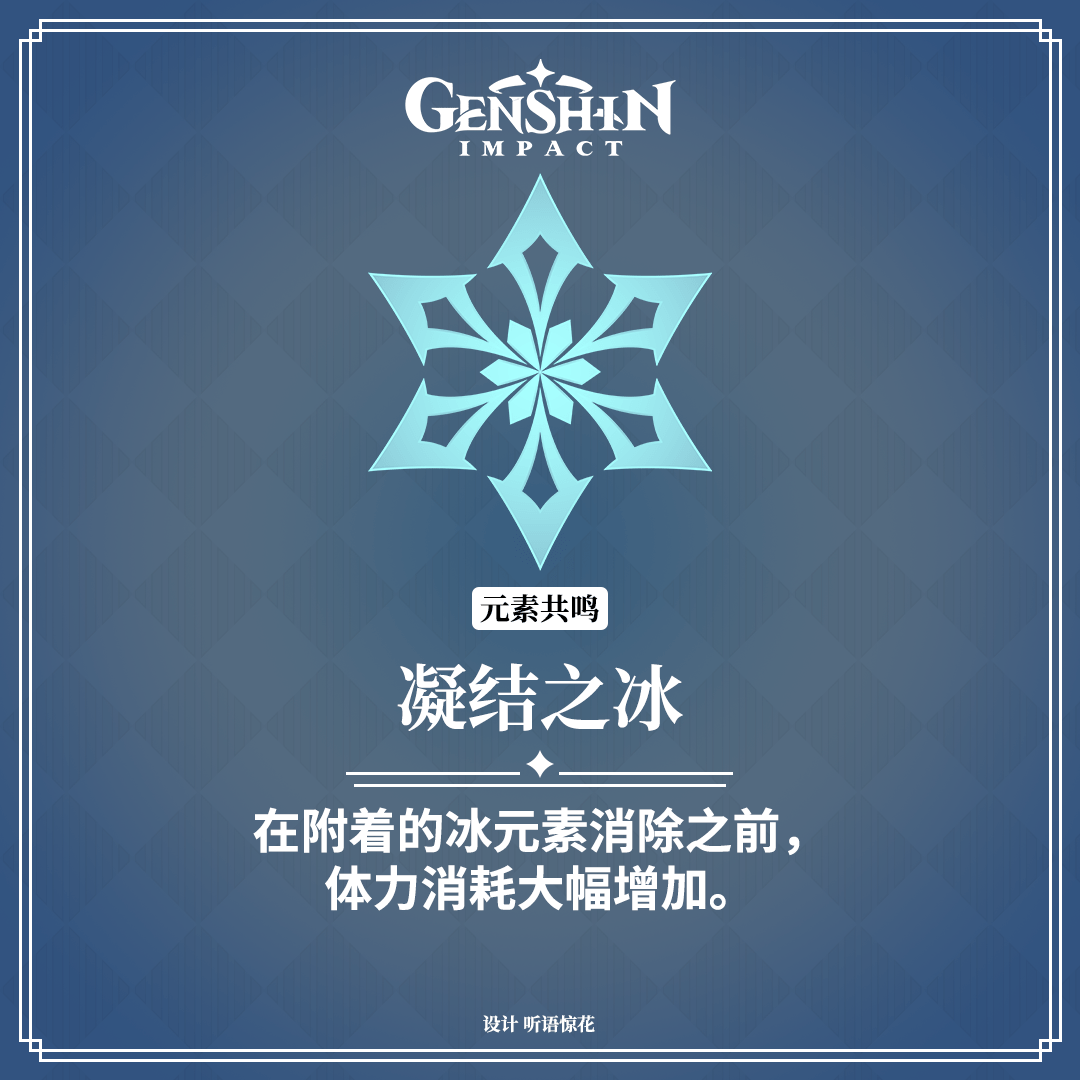 GENSHIN
IMPACT
元素共鸣
凝结之冰
在附着的冰元素消除之前，
体力消耗大幅增加。
设计 听语惊花